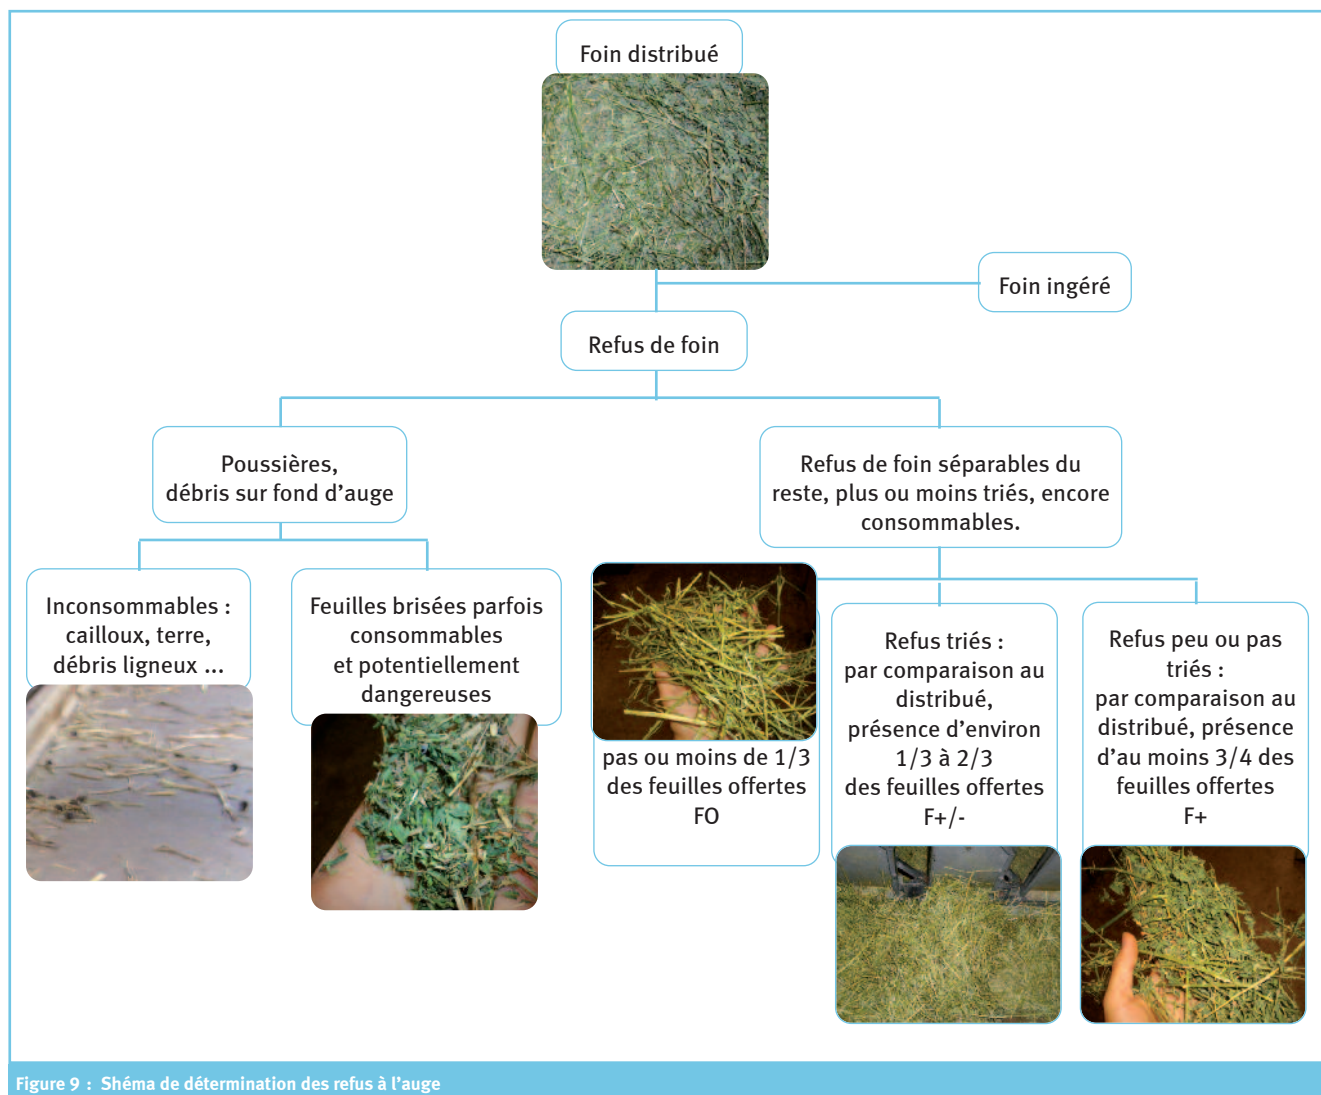 Foin distribué
Foin ingéré
Refus de foin
Poussières,
débris sur fond d'auge
Refus de foin séparables du
reste, plus ou moins triés, encore
consommables.
Inconsommables :
cailloux, terre,
débris ligneux ...
Feuilles brisées parfois
consommables
et potentiellement
dangereuses
pas ou moins de 1/3
des feuilles offertes
FO
Refus triés :
par comparaison au
distribué,
présence d'environ
1/3 à 2/3
des feuilles offertes
F+/-
Refus peu ou pas
triés :
par comparaison au
distribué, présence
d'au moins 3/4 des
feuilles offertes
F+
Figure 9 : Shéma de détermination des refus à l'auge